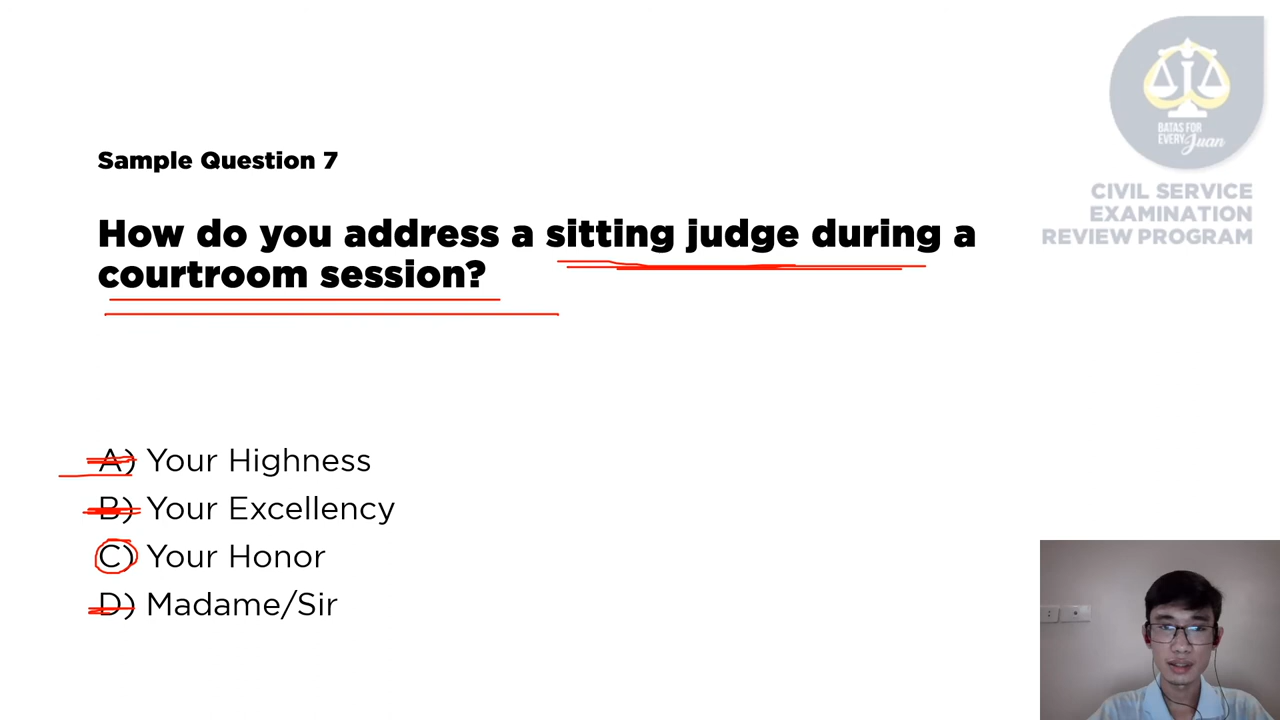 BATAS FOR
EVERY Juan
CIVIL SERVICE
EXAMINATION
REVIEW PROGRAM
Sample Question 7
How do you address a sitting judge during a
courtroom session?
A) Your Highness
B) Your Excellency
C) Your Honor
D) Madame/Sir